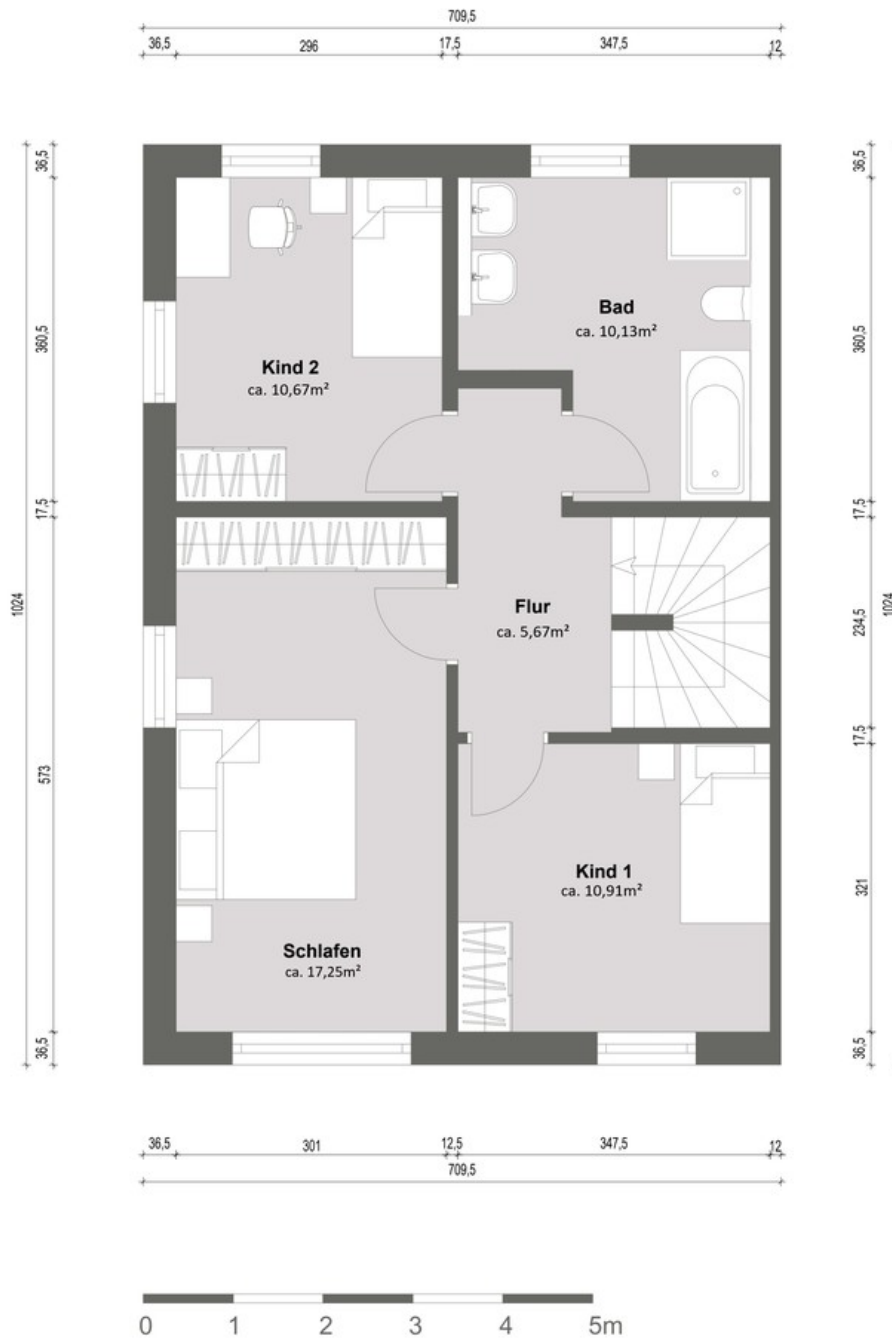 709,5
36,5 296 17,5 347,5 12
36,5
360,5
17,5
573
36,5
1024
Kind 2
ca. 10,67m²
Bad
ca. 10,13m²
Flur
ca. 5,67m²
Kind 1
ca. 10,91m²
Schlafen
ca. 17,25m²
36,5
360,5
17,5
234,5
17,5
321
36,5
1024
36,5 301 12,5 347,5 12
709,5
0 1 2 3 4 5m